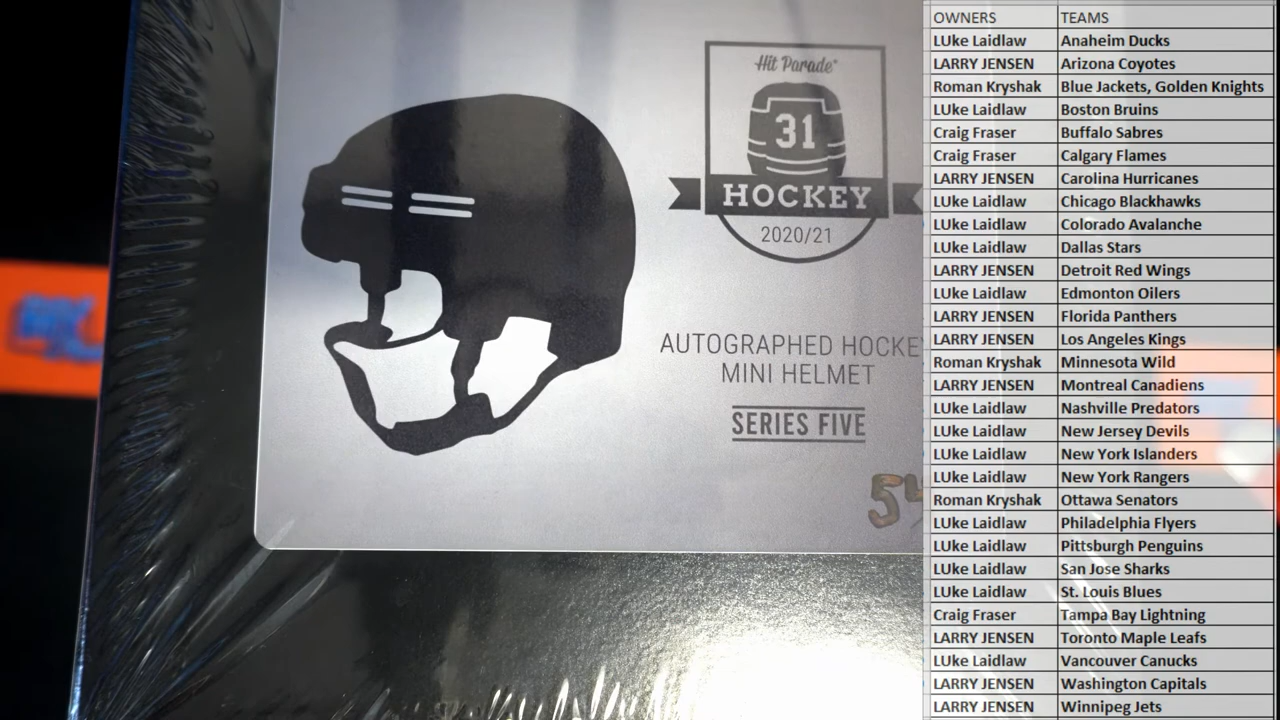 Hit Parade
31
HOCKEY
2020/21
AUTOGRAPHED HOCKEY
MINI HELMET
SERIES FIVE
54
OWNERS TEAMS
LUke Laidlaw Anaheim Ducks
LARRY JENSEN Arizona Coyotes
Roman Kryshak Blue Jackets, Golden Knights
LUke Laidlaw Boston Bruins
Craig Fraser Buffalo Sabres
Craig Fraser Calgary Flames
LARRY JENSEN Carolina Hurricanes
LUke Laidlaw Chicago Blackhawks
LUke Laidlaw Colorado Avalanche
LUke Laidlaw Dallas Stars
LARRY JENSEN Detroit Red Wings
LUke Laidlaw Edmonton Oilers
LARRY JENSEN Florida Panthers
LARRY JENSEN Los Angeles Kings
Roman Kryshak Minnesota Wild
LARRY JENSEN Montreal Canadiens
LUke Laidlaw Nashville Predators
LUke Laidlaw New Jersey Devils
LUke Laidlaw New York Islanders
LUke Laidlaw New York Rangers
Roman Kryshak Ottawa Senators
LUke Laidlaw Philadelphia Flyers
LUke Laidlaw Pittsburgh Penguins
LUke Laidlaw San Jose Sharks
LUke Laidlaw St. Louis Blues
Craig Fraser Tampa Bay Lightning
LARRY JENSEN Toronto Maple Leafs
LUke Laidlaw Vancouver Canucks
LARRY JENSEN Washington Capitals
LARRY JENSEN Winnipeg Jets